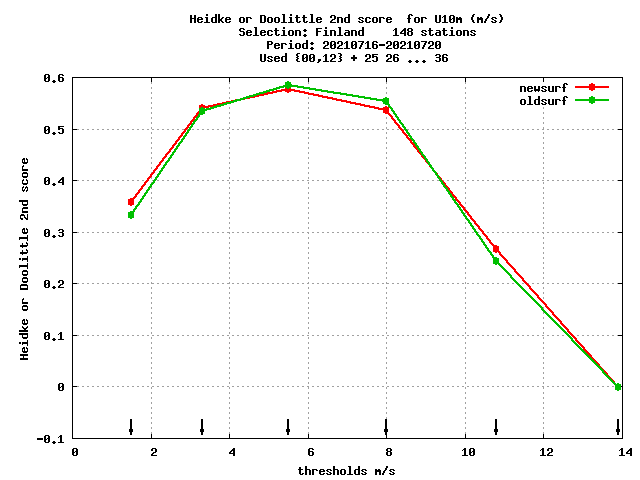 Heidke or Doolittle 2nd score  for U10m (m/s)
Selection: Finland    148 stations
Period: 20210716-20210720
Used {00,12} + 25 26 ... 36
newsurf
oldsurf
Heidke or Doolittle 2nd score
0.6
0.5
0.4
0.3
0.2
0.1
0
-0.1
0 2 4 6 8 10 12 14
thresholds m/s